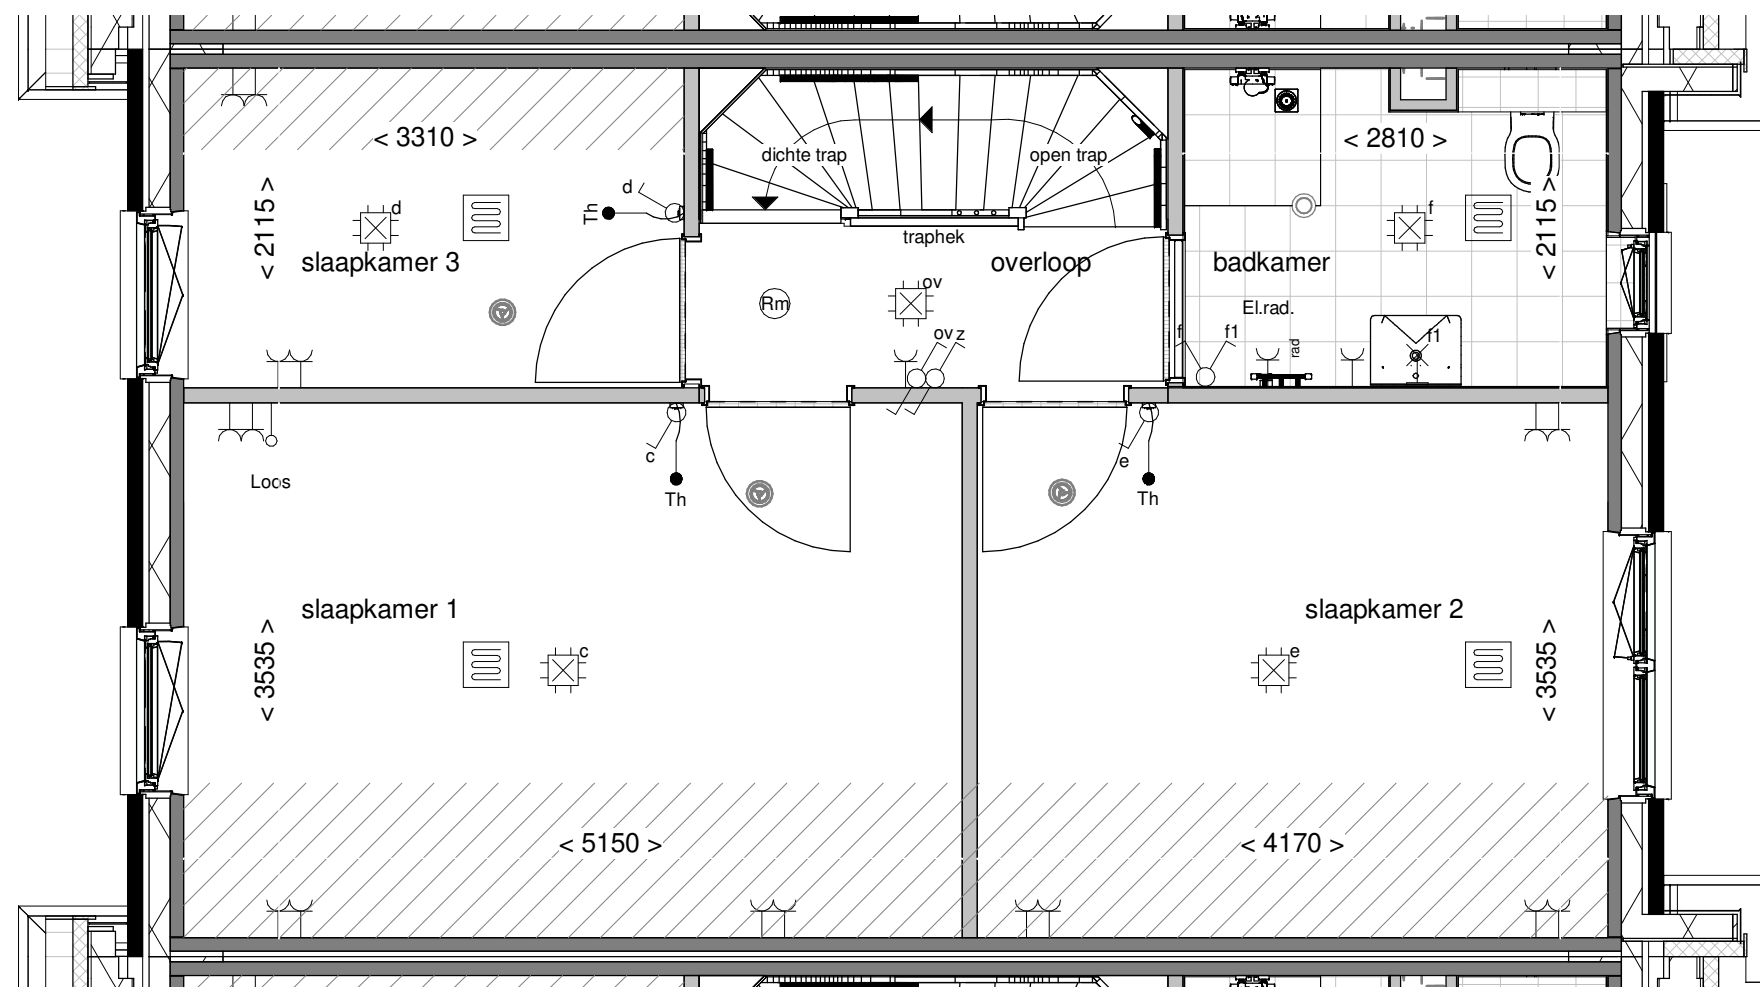 < 3310 >
< 2810 >
dichte trap
open trap
d
Th
< 2115 >
d
slaapkamer 3
traphek
overloop
badkamer
f
< 2115 >
Rm
ov
El.rad.
ov z
f
f1
rad
f1
c
Th
e
Th
Loos
slaapkamer 1
slaapkamer 2
< 3535 >
c
e
< 3535 >
< 5150 >
< 4170 >